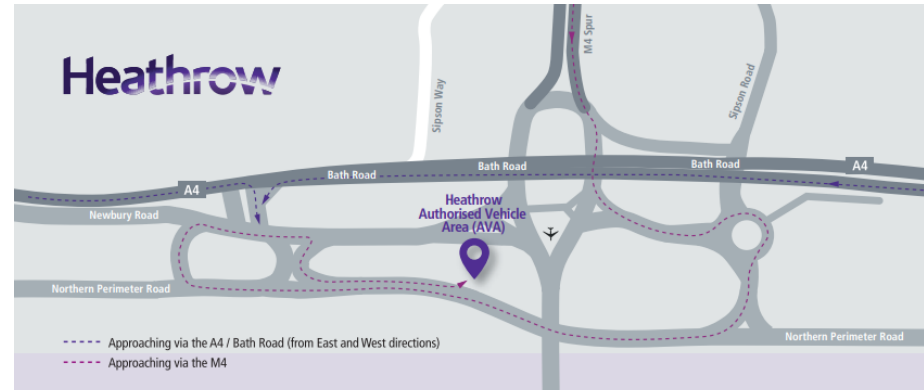 Heathrow
Sipson Way
M4 Spur
Sipson Road
A4
Bath Road
Bath Road
Bath Road
A4
Newbury Road
Heathrow
Authorised Vehicle
Area (AVA)
Northern Perimeter Road
Northern Perimeter Road
Approaching via the A4 / Bath Road (from East and West directions)
Approaching via the M4